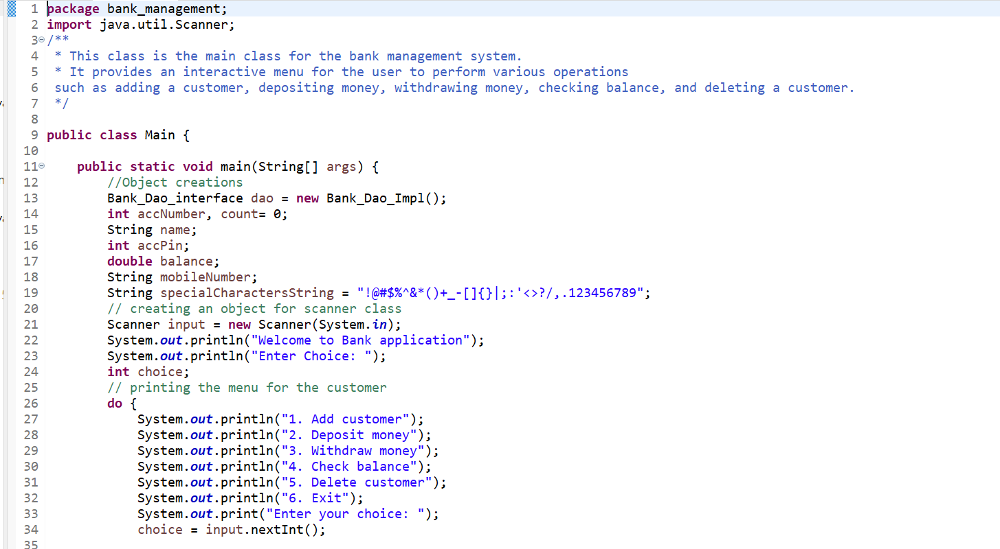 1 package bank_management;
2 import java.util.Scanner;
3 /**
4  * This class is the main class for the bank management system.
5  * It provides an interactive menu for the user to perform various operations
6  such as adding a customer, depositing money, withdrawing money, checking balance, and deleting a customer.
7  */
8
9 public class Main {
10
11     public static void main(String[] args) {
12         //Object creations
13         Bank_Dao_interface dao = new Bank_Dao_Impl();
14         int accNumber, count= 0;
15         String name;
16         int accPin;
17         double balance;
18         String mobileNumber;
19         String specialCharactersString = "!@#$%^&*()+_-[]{}|;:'<>?/,.123456789";
20         // creating an object for scanner class
21         Scanner input = new Scanner(System.in);
22         System.out.println("Welcome to Bank application");
23         System.out.println("Enter Choice: ");
24         int choice;
25         // printing the menu for the customer
26         do {
27             System.out.println("1. Add customer");
28             System.out.println("2. Deposit money");
29             System.out.println("3. Withdraw money");
30             System.out.println("4. Check balance");
31             System.out.println("5. Delete customer");
32             System.out.println("6. Exit");
33             System.out.print("Enter your choice: ");
34             choice = input.nextInt();
35